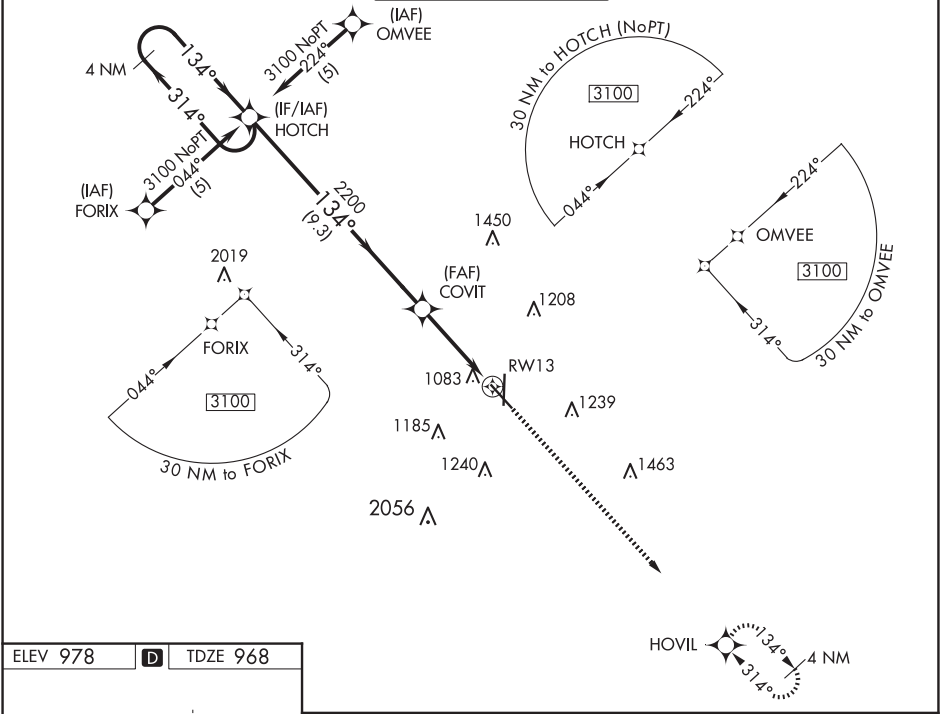 (IAF)
OMVEE
3100 NoPT
224°
(5)
4 NM
134°
314°
(IF/IAF)
HOTCH
3100 NoPT
044°
(5)
(IAF)
FORIX
2200
134°
(9.3)
30 NM to HOTCH (NoPT)
3100
224°
HOTCH
044°
224°
OMVEE
3100
314°
30 NM to OMVEE
1450
2019
(FAF)
COVIT
1208
FORIX
044°
314°
3100
30 NM to FORIX
1083
RW13
1239
1185
1240
1463
2056
HOVIL
134°
314°
4 NM
ELEV 978 D TDZE 968